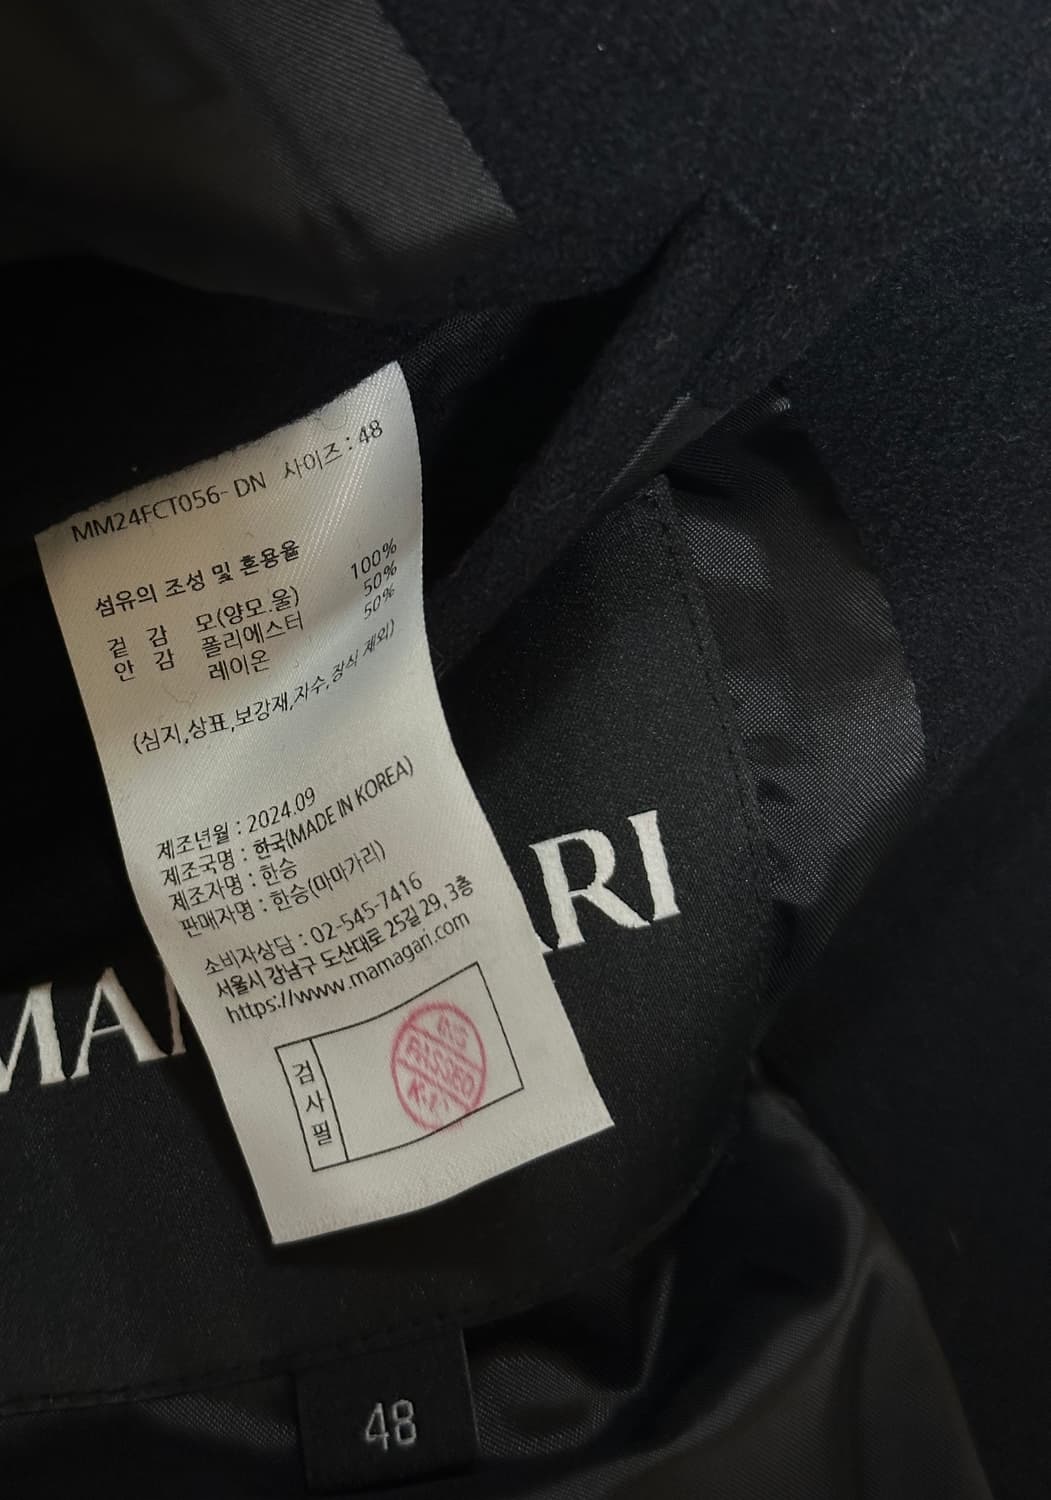 MM24FCT056- DN 사이즈 : 48
섬유의 조성 및 혼용율
겉 감 모(양모.울) 100%
안 감 폴리에스터 50%
레이온 50%
(심지,상표,보강재,자수,장식 제외)
제조년월 : 2024.09
제조국명 : 한국(MADE IN KOREA)
제조자명 : 한승
판매자명 : 한승(마마가리)
소비자상담 : 02-545-7416
서울시 강남구 도산대로 25길 29, 3층
https://www.mamagari.com
검사필
PASSED
MA
ARI
48